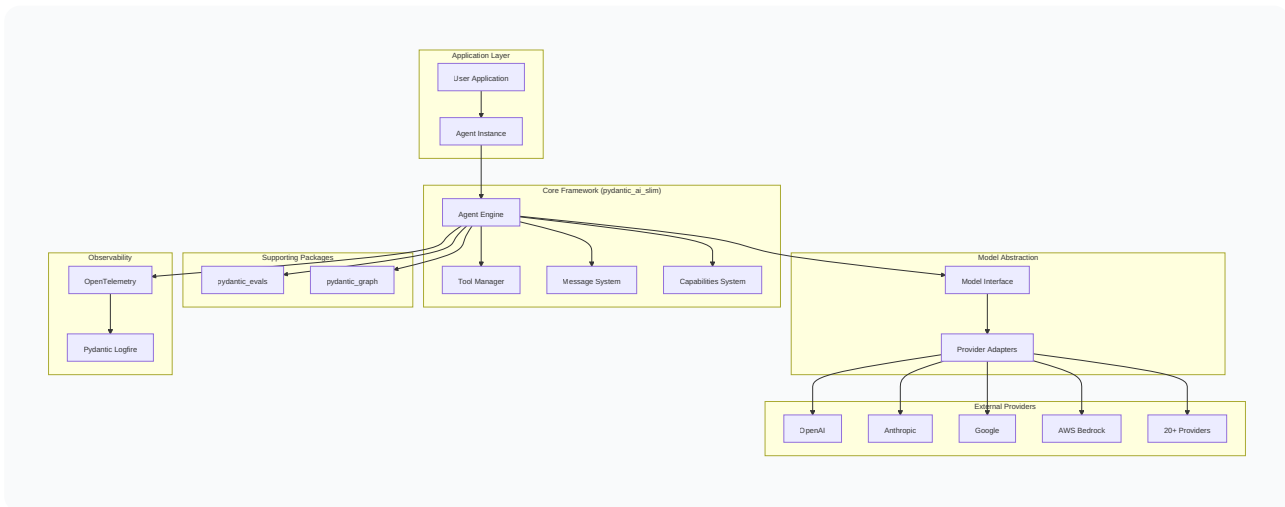 Application Layer
User Application
Agent Instance
Core Framework (pydantic_ai_slim)
Agent Engine
Tool Manager
Message System
Capabilities System
Observability
OpenTelemetry
Pydantic Logfire
Supporting Packages
pydantic_evals
pydantic_graph
Model Abstraction
Model Interface
Provider Adapters
External Providers
OpenAI
Anthropic
Google
AWS Bedrock
20+ Providers